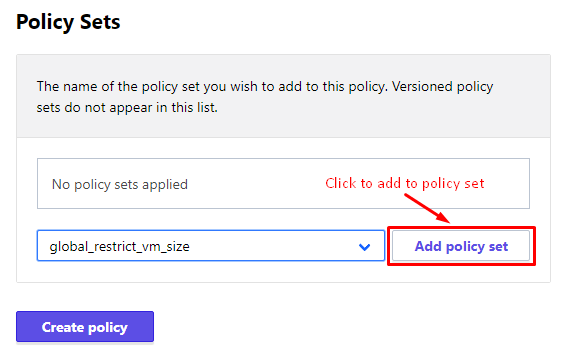 Policy Sets
The name of the policy set you wish to add to this policy. Versioned policy
sets do not appear in this list.
No policy sets applied
Click to add to policy set
global_restrict_vm_size
Add policy set
Create policy